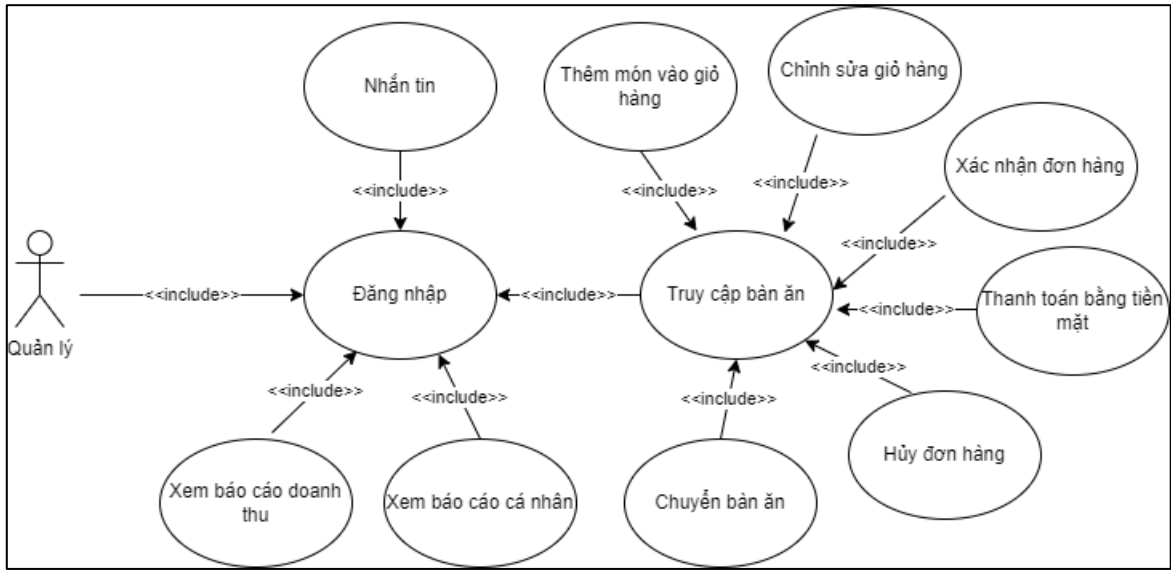 Nhắn tin
Thêm món vào giỏ
hàng
Chỉnh sửa giỏ hàng
Xác nhận đơn hàng
<<include>>
<<include>>
<<include>>
<<include>>
Quản lý
<<include>>
Đăng nhập
<<include>>
Truy cập bàn ăn
<<include>>
Thanh toán bằng tiền
mặt
<<include>>
<<include>>
<<include>>
<<include>>
Xem báo cáo doanh
thu
Xem báo cáo cá nhân
Chuyển bàn ăn
Hủy đơn hàng